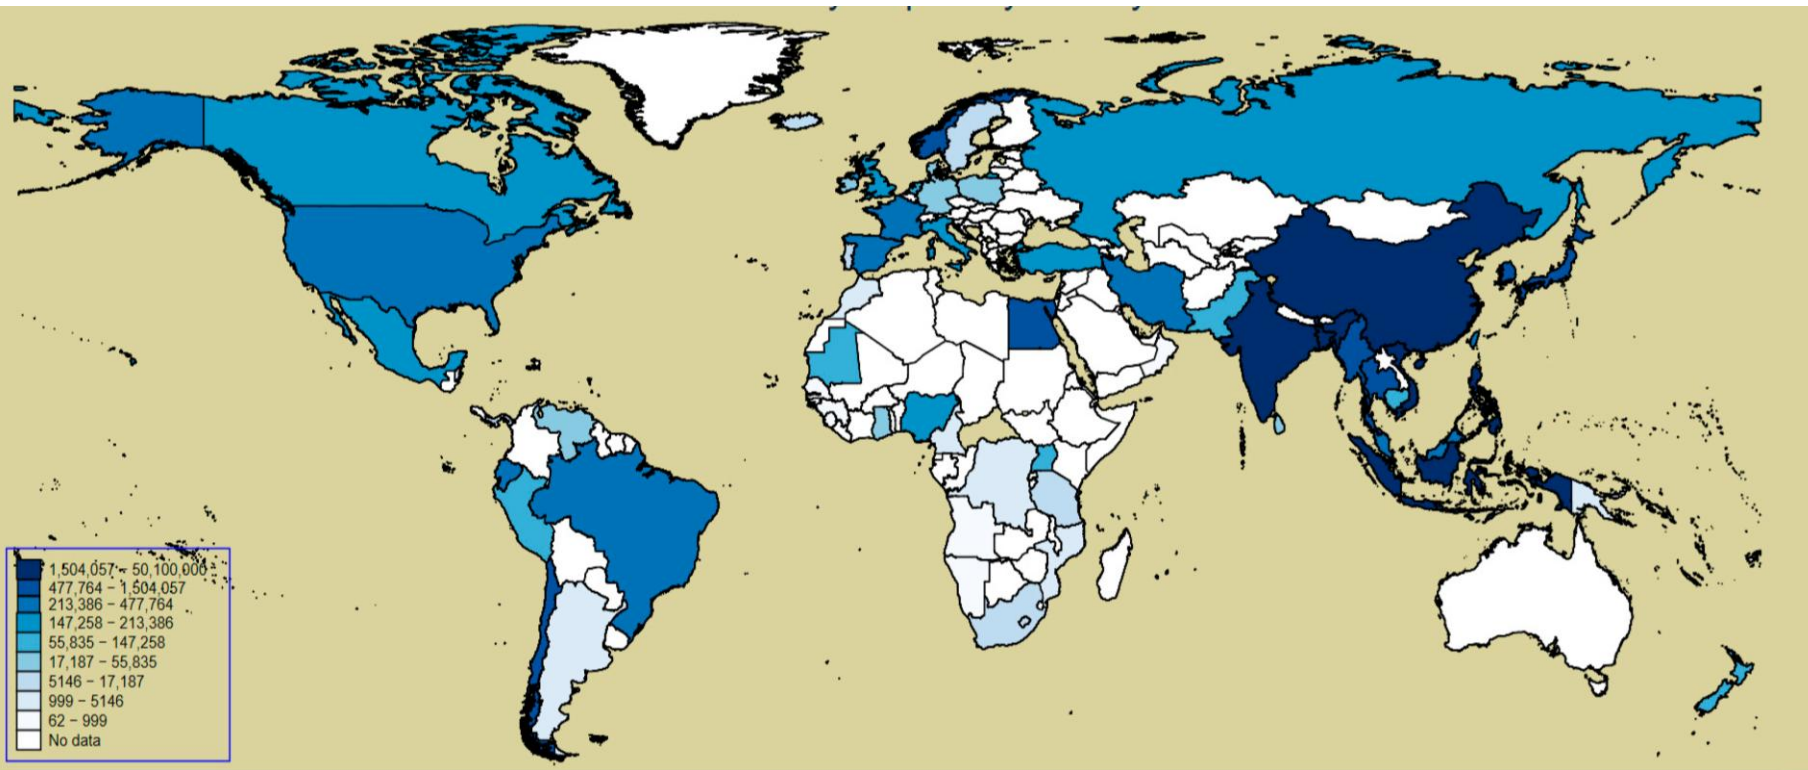 1,504,057 – 50,100,000
477,764 – 1,504,057
213,386 – 477,764
147,258 – 213,386
55,835 – 147,258
17,187 – 55,835
5146 – 17,187
999 – 5146
62 – 999
No data